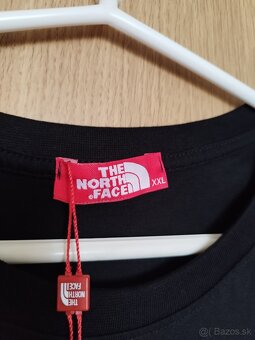 THE
NORTH
.FACE
XXL
THE
NORTH
FACE
bazos.sk